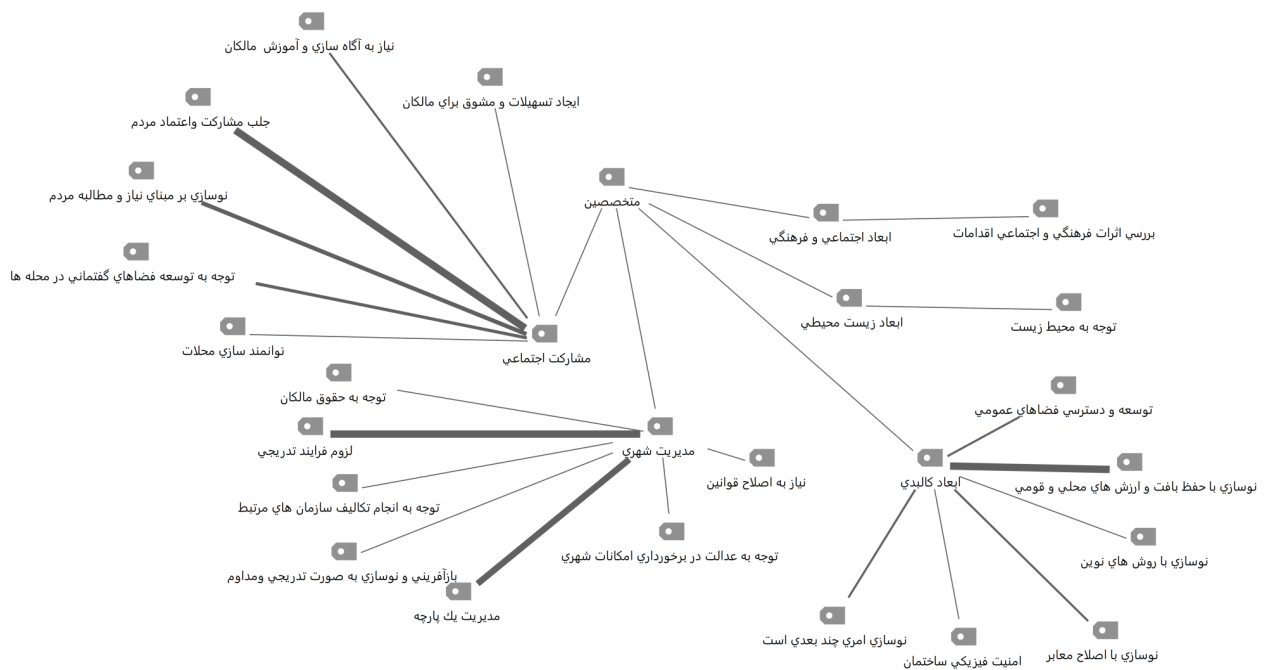 نياز به آگاه سازي و آموزش مالكان
ايجاد تسهيلات و مشوق براي مالكان
جلب مشاركت واعتماد مردم
نوسازي بر مبناي نياز و مطالبه مردم
متخصصين
ابعاد اجتماعي و فرهنگي
بررسي اثرات فرهنگي و اجتماعي اقدامات
توجه به توسعه فضاهاي گفتماني در محله ها
ابعاد زيست محيطي
توجه به محيط زيست
توانمند سازي محلات
مشاركت اجتماعي
توجه به حقوق مالكان
توسعه و دسترسي فضاهاي عمومي
لزوم فرايند تدريجي
مديريت شهري
نياز به اصلاح قوانين
ابعاد كالبدي
نوسازي با حفظ بافت و ارزش هاي محلي و قومي
توجه به انجام تكاليف سازمان هاي مرتبط
توجه به عدالت در برخورداري امكانات شهري
نوسازي با روش هاي نوين
بازآفريني و نوسازي به صورت تدريجي ومداوم
مديريت يك پارچه
نوسازي امري چند بعدي است
امنيت فيزيكي ساختمان
نوسازي با اصلاح معابر